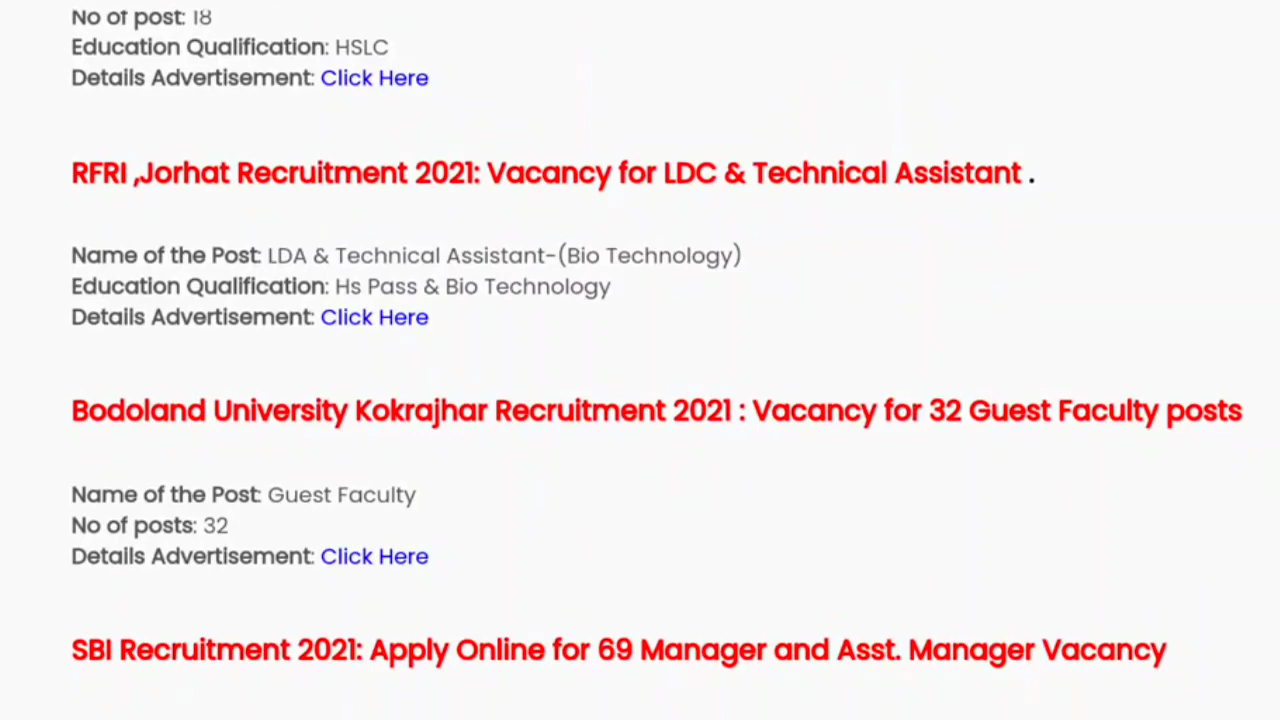 No of post: 18
Education Qualification: HSLC
Details Advertisement: Click Here
RFRI ,Jorhat Recruitment 2021: Vacancy for LDC & Technical Assistant .
Name of the Post: LDA & Technical Assistant-(Bio Technology)
Education Qualification: Hs Pass & Bio Technology
Details Advertisement: Click Here
Bodoland University Kokrajhar Recruitment 2021 : Vacancy for 32 Guest Faculty posts
Name of the Post: Guest Faculty
No of posts: 32
Details Advertisement: Click Here
SBI Recruitment 2021: Apply Online for 69 Manager and Asst. Manager Vacancy